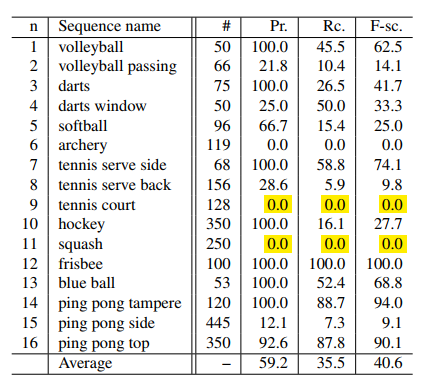 n Sequence name # Pr. Rc. F-sc.
1 volleyball 50 100.0 45.5 62.5
2 volleyball passing 66 21.8 10.4 14.1
3 darts 75 100.0 26.5 41.7
4 darts window 50 25.0 50.0 33.3
5 softball 96 66.7 15.4 25.0
6 archery 119 0.0 0.0 0.0
7 tennis serve side 68 100.0 58.8 74.1
8 tennis serve back 156 28.6 5.9 9.8
9 tennis court 128 0.0 0.0 0.0
10 hockey 350 100.0 16.1 27.7
11 squash 250 0.0 0.0 0.0
12 frisbee 100 100.0 100.0 100.0
13 blue ball 53 100.0 52.4 68.8
14 ping pong tampere 120 100.0 88.7 94.0
15 ping pong side 445 12.1 7.3 9.1
16 ping pong top 350 92.6 87.8 90.1
Average – 59.2 35.5 40.6